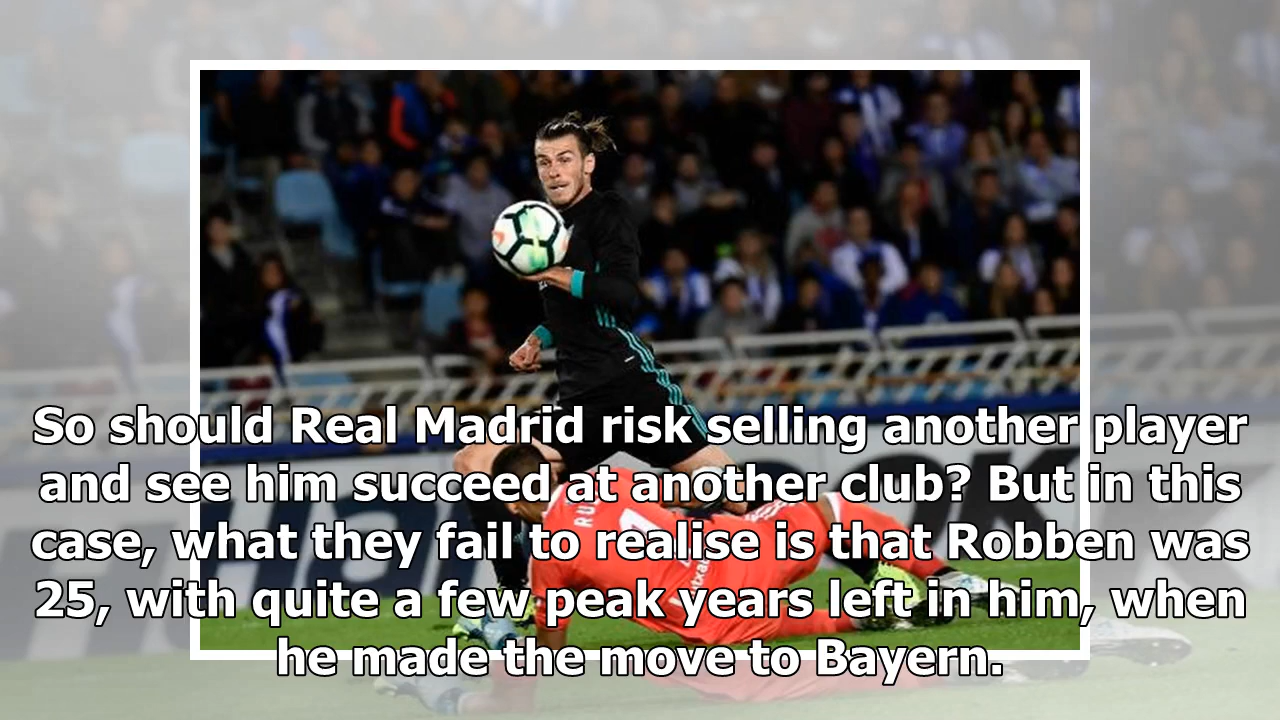 So should Real Madrid risk selling another player
and see him succeed at another club? But in this
case, what they fail to realise is that Robben was
25, with quite a few peak years left in him, when
he made the move to Bayern.
RU
1